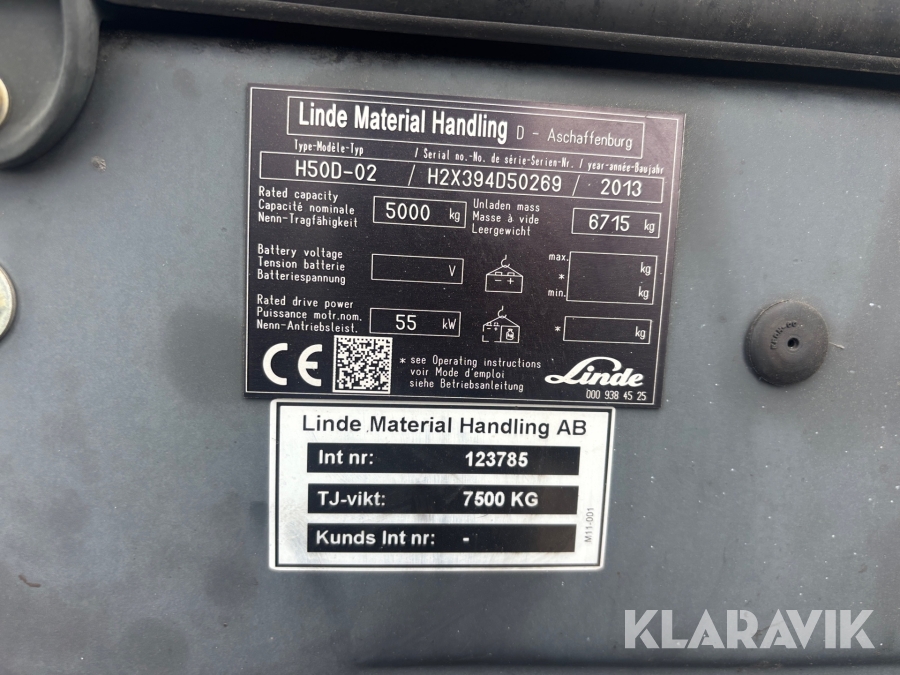 Linde Material Handling D - Aschaffenburg
Type-Modèle-Typ / Serial no.-No. de série-Serien-Nr. / year-année-Baujahr
H50D-02 / H2X394D50269 / 2013
Rated capacity
Capacité nominale
Nenn-Tragfähigkeit
5000 kg
Unladen mass
Masse à vide
Leergewicht
6715 kg
Battery voltage
Tension batterie
Batteriespannung
V
max. kg
*
min. kg
Rated drive power
Puissance motr.nom.
Nenn-Antriebsleist.
55 kW
* kg
CE
* see Operating instructions
voir Mode d'emploi
siehe Betriebsanleitung
Linde
000 938 45 25
Linde Material Handling AB
Int nr: 123785
TJ-vikt: 7500 KG
Kunds Int nr: -
M11-001
KLARAVIK